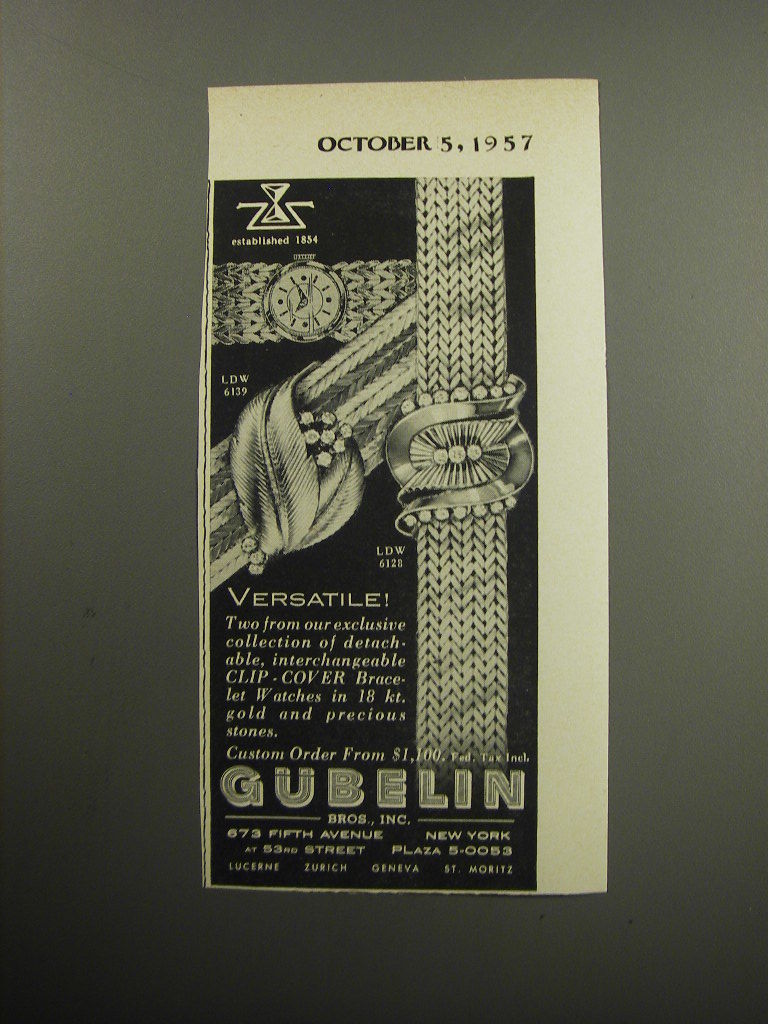 OCTOBER 5, 1957
established 1854
LDW
6139
LDW
6128
VERSATILE!
Two from our exclusive
collection of detach-
able, interchangeable
CLIP-COVER Brace-
let Watches in 18 kt.
gold and precious
stones.
Custom Order From $1,100. Fed. Tax Incl.
GÜBELIN
BROS., INC.
673 FIFTH AVENUE NEW YORK
AT 53RD STREET PLAZA 5-0053
LUCERNE ZURICH GENEVA ST. MORITZ